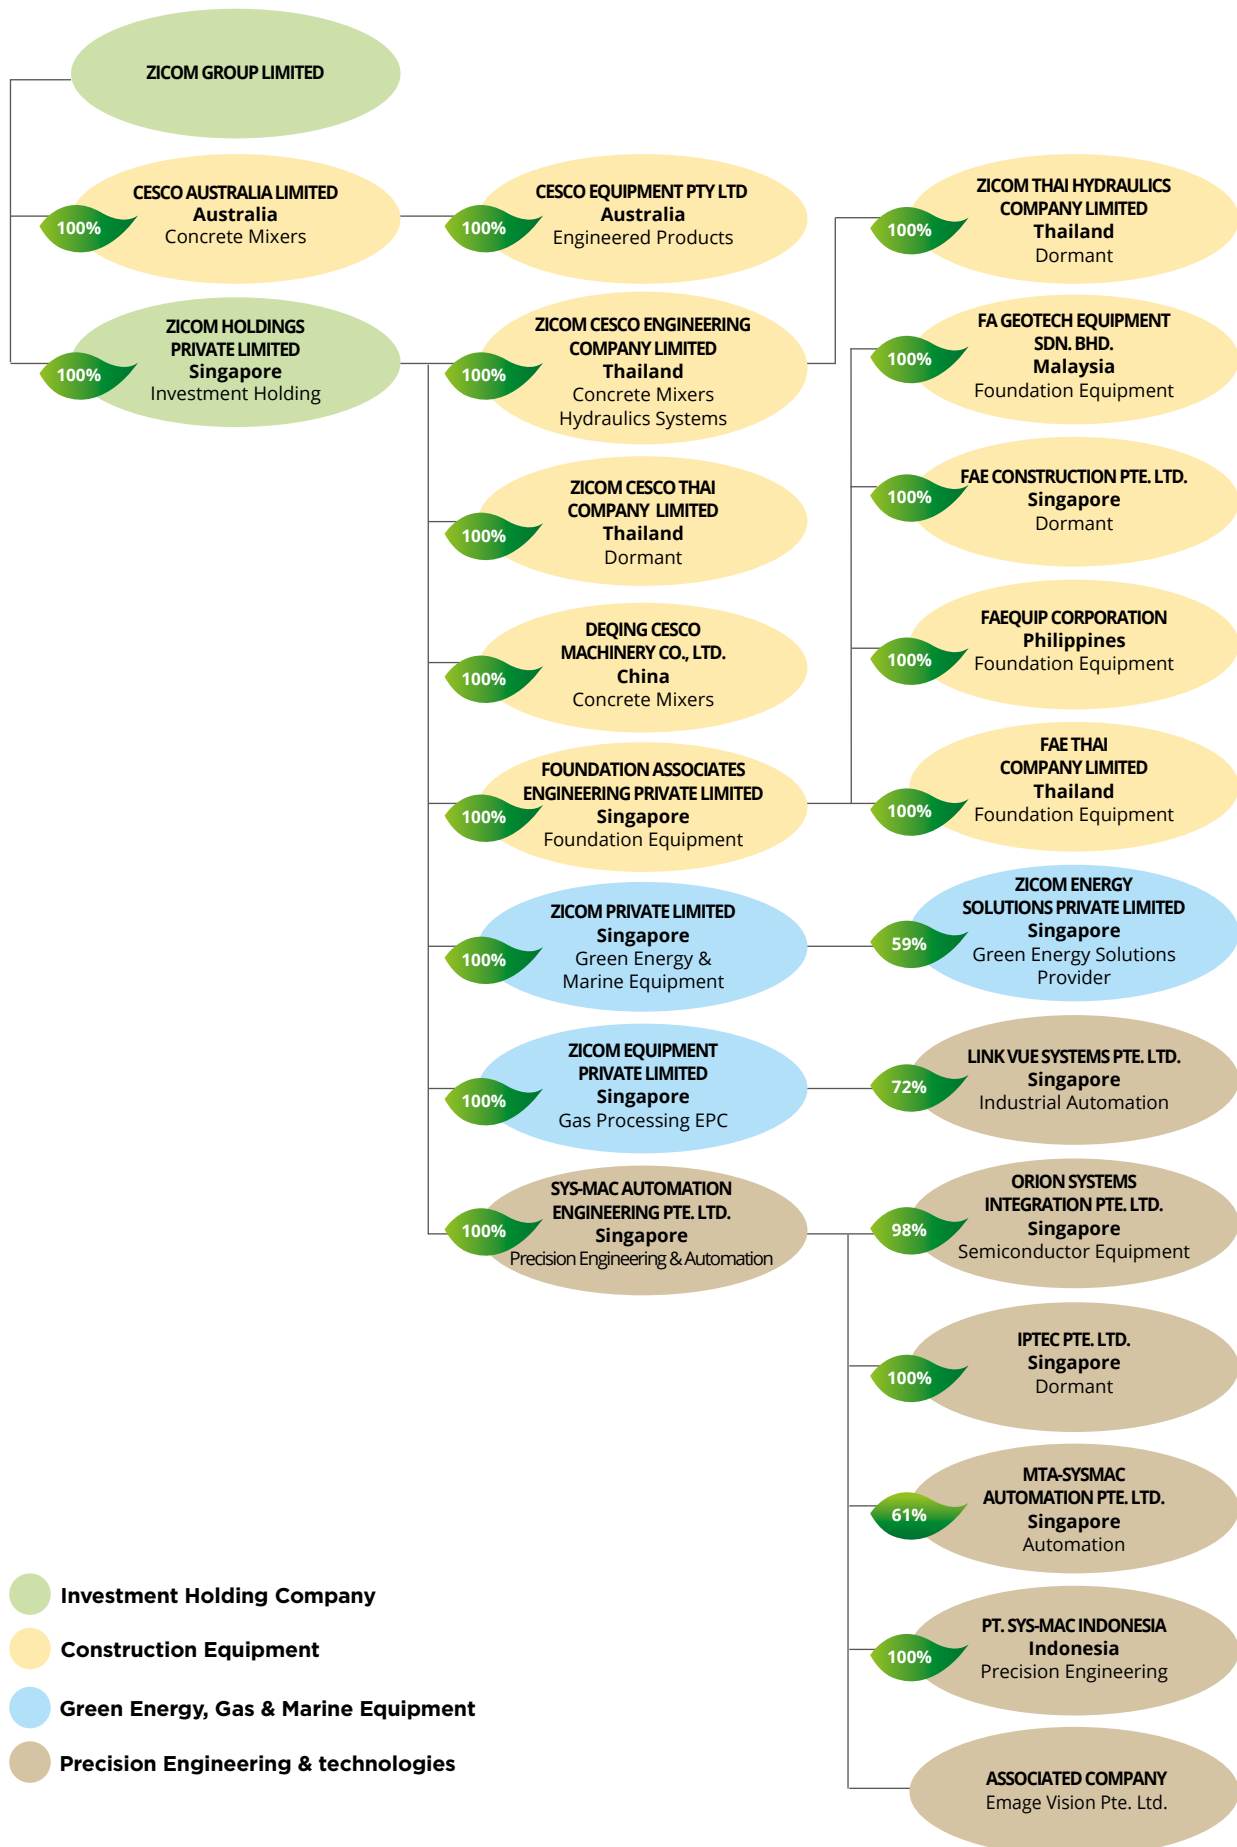 ZICOM GROUP LIMITED
CESCO AUSTRALIA LIMITED
Australia
Concrete Mixers
100%
ZICOM HOLDINGS
PRIVATE LIMITED
Singapore
Investment Holding
100%
CESCO EQUIPMENT PTY LTD
Australia
Engineered Products
100%
ZICOM CESCO ENGINEERING
COMPANY LIMITED
Thailand
Concrete Mixers
Hydraulics Systems
100%
ZICOM CESCO THAI
COMPANY LIMITED
Thailand
Dormant
100%
DEQING CESCO
MACHINERY CO., LTD.
China
Concrete Mixers
100%
FOUNDATION ASSOCIATES
ENGINEERING PRIVATE LIMITED
Singapore
Foundation Equipment
100%
ZICOM PRIVATE LIMITED
Singapore
Green Energy &
Marine Equipment
100%
ZICOM EQUIPMENT
PRIVATE LIMITED
Singapore
Gas Processing EPC
100%
SYS-MAC AUTOMATION
ENGINEERING PTE. LTD.
Singapore
Precision Engineering & Automation
100%
ZICOM THAI HYDRAULICS
COMPANY LIMITED
Thailand
Dormant
100%
FA GEOTECH EQUIPMENT
SDN. BHD.
Malaysia
Foundation Equipment
100%
FAE CONSTRUCTION PTE. LTD.
Singapore
Dormant
100%
FAEQUIP CORPORATION
Philippines
Foundation Equipment
100%
FAE THAI
COMPANY LIMITED
Thailand
Foundation Equipment
100%
ZICOM ENERGY
SOLUTIONS PRIVATE LIMITED
Singapore
Green Energy Solutions
Provider
59%
LINK VUE SYSTEMS PTE. LTD.
Singapore
Industrial Automation
72%
ORION SYSTEMS
INTEGRATION PTE. LTD.
Singapore
Semiconductor Equipment
98%
IPTEC PTE. LTD.
Singapore
Dormant
100%
MTA-SYSMAC
AUTOMATION PTE. LTD.
Singapore
Automation
61%
PT. SYS-MAC INDONESIA
Indonesia
Precision Engineering
100%
ASSOCIATED COMPANY
Emage Vision Pte. Ltd.
Investment Holding Company
Construction Equipment
Green Energy, Gas & Marine Equipment
Precision Engineering & technologies